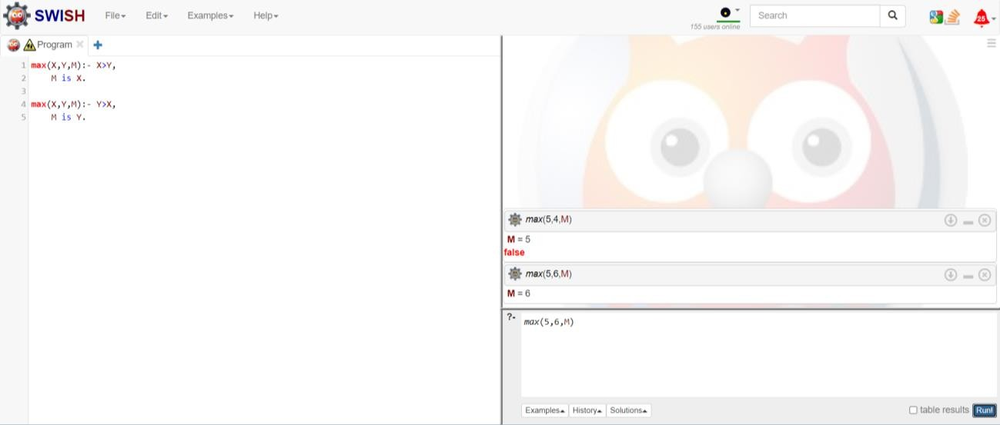 SWISH File Edit Examples Help Search 25
155 users online
Program
1 max(X,Y,M):- X>Y,
2 M is X.
3
4 max(X,Y,M):- Y>X,
5 M is Y.
max(5,4,M)
M = 5
false
max(5,6,M)
M = 6
?- max(5,6,M)
Examples History Solutions table results Run!